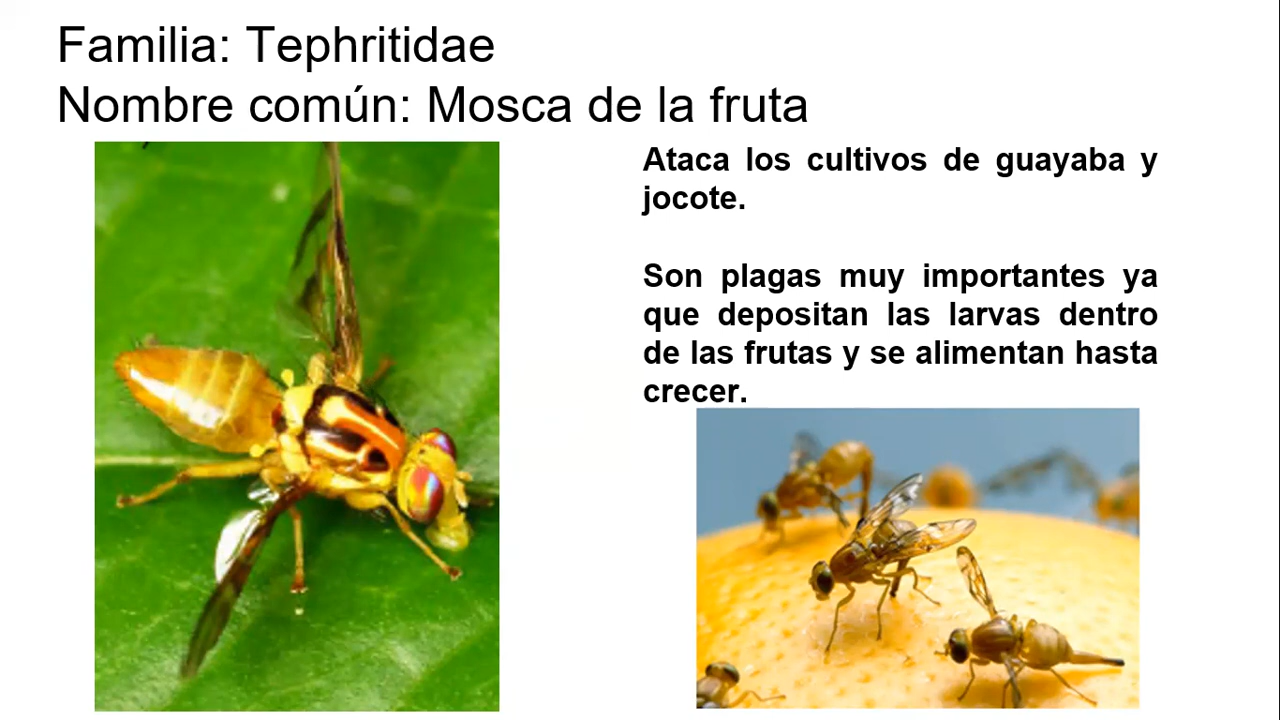 Familia: Tephritidae
Nombre común: Mosca de la fruta
Ataca los cultivos de guayaba y
jocote.
Son plagas muy importantes ya
que depositan las larvas dentro
de las frutas y se alimentan hasta
crecer.